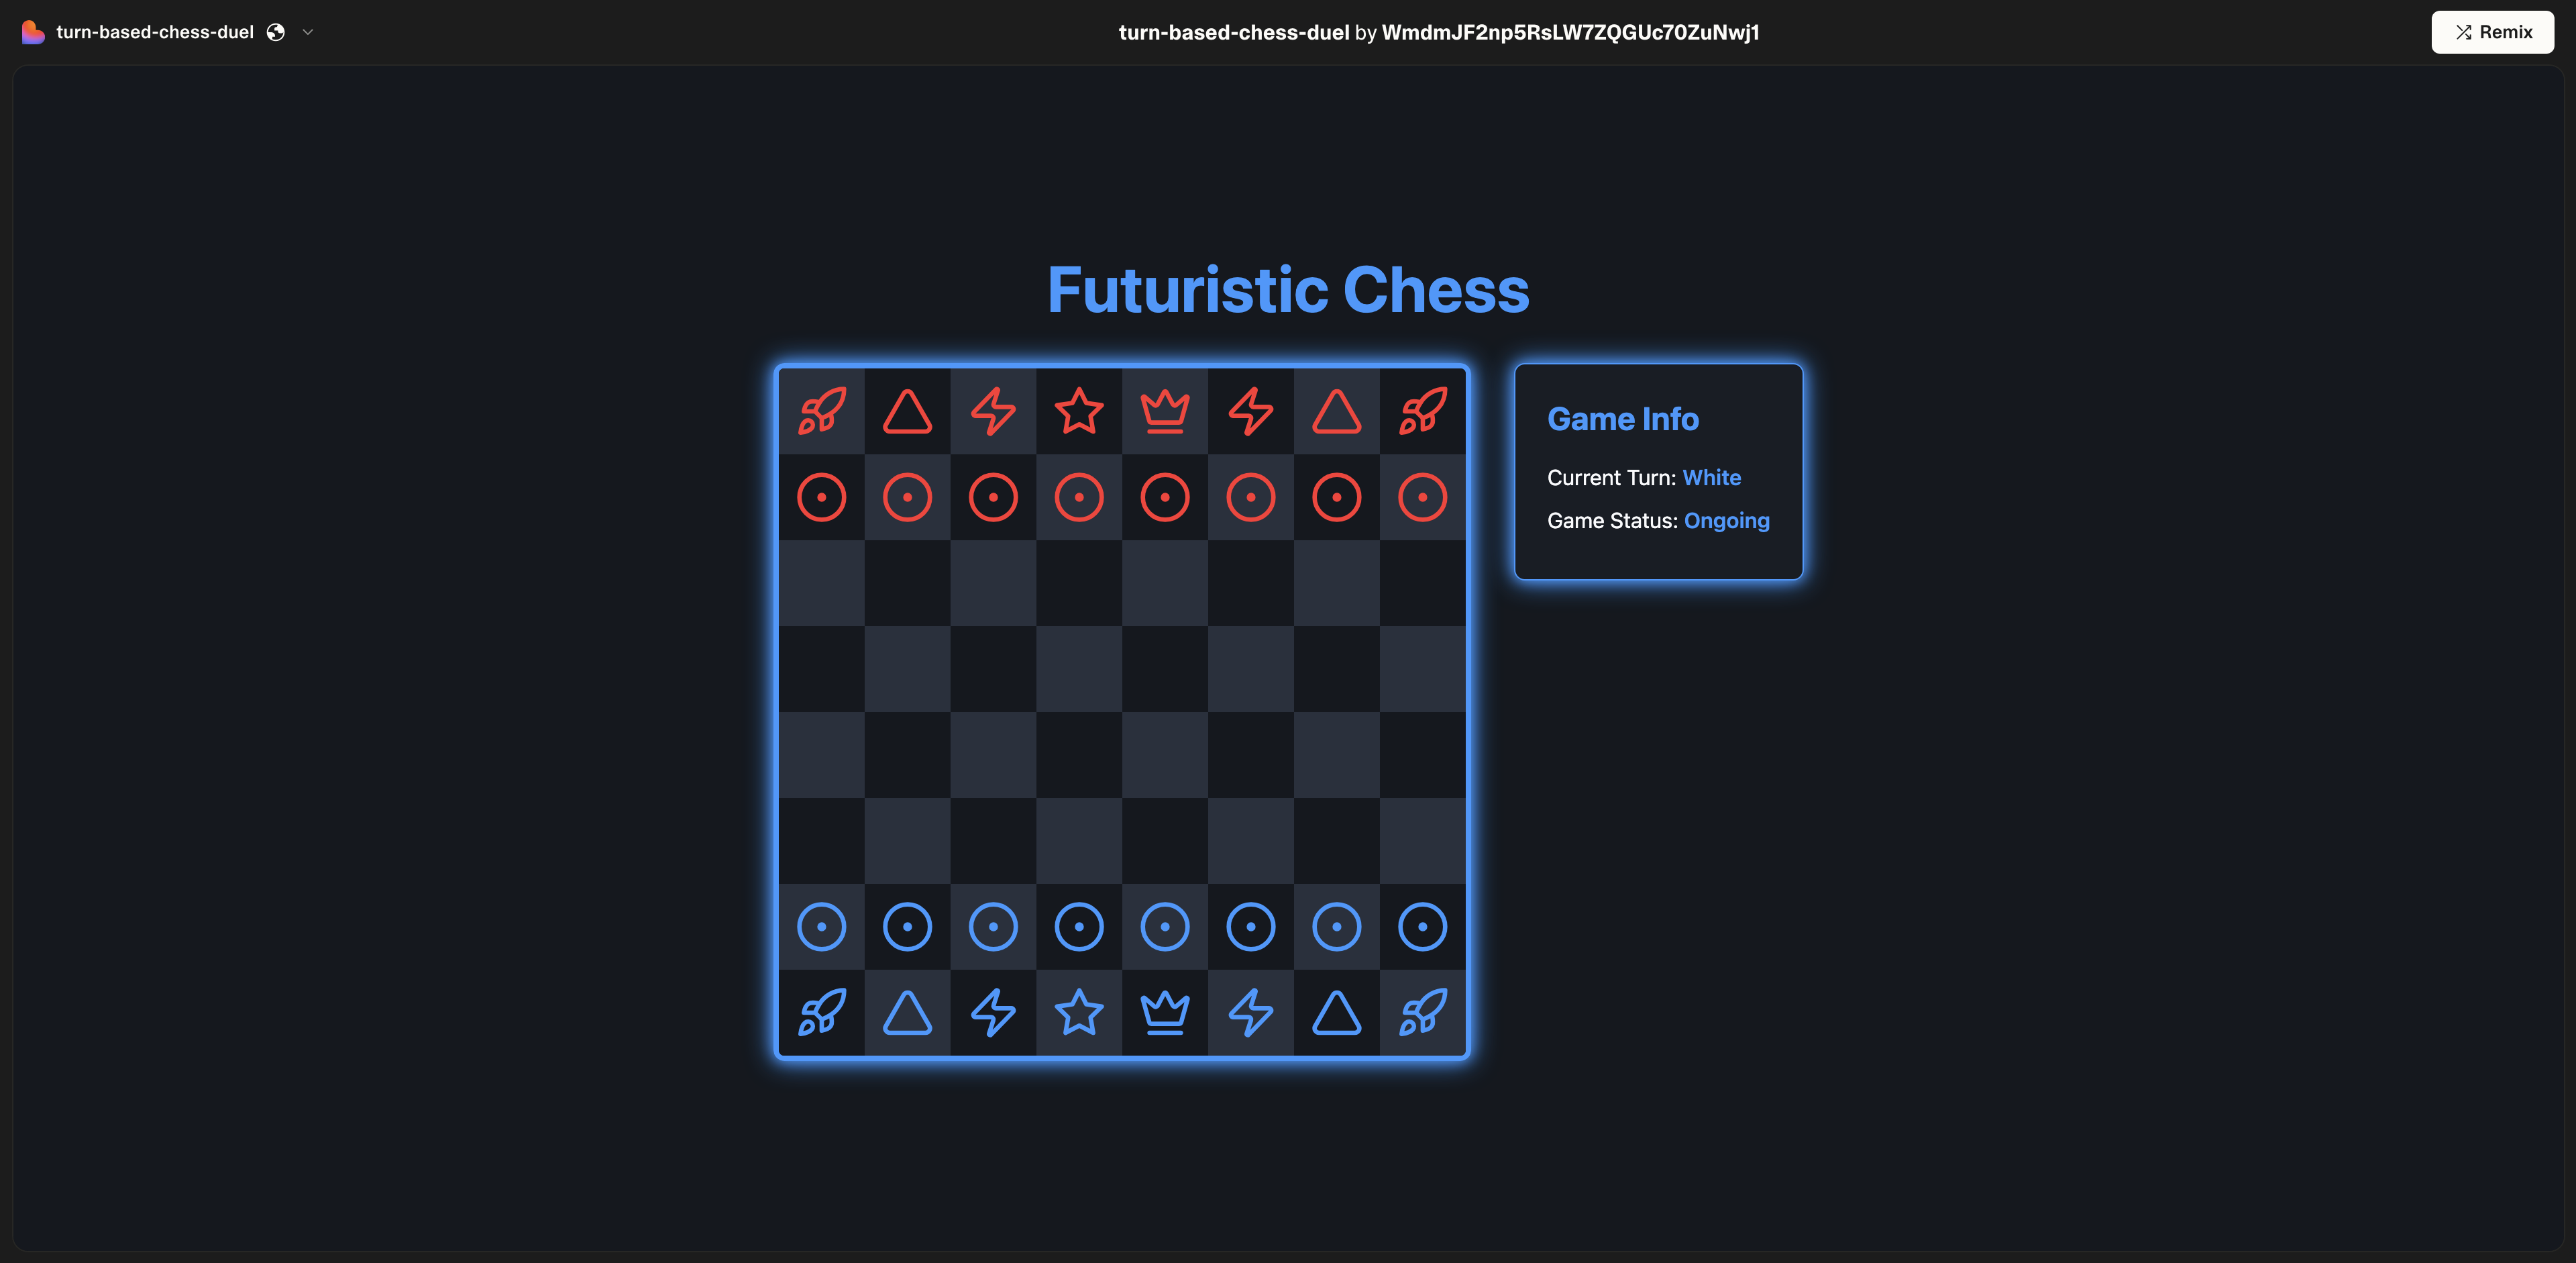 turn-based-chess-duel
turn-based-chess-duel by WmdmJF2np5RsLW7ZQGUc70ZuNwj1
Remix
Futuristic Chess
Game Info
Current Turn: White
Game Status: Ongoing